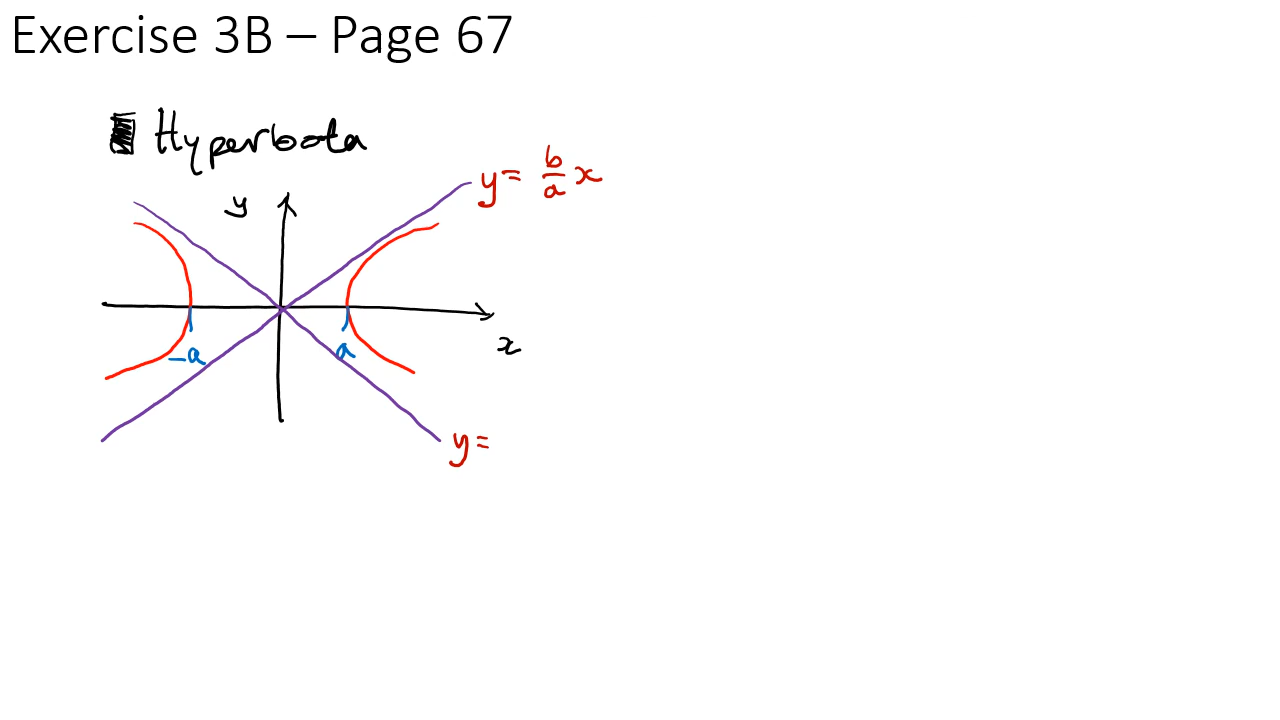 Exercise 3B – Page 67
Hyperbola
y = b/a x
y
x
-a
a
y =